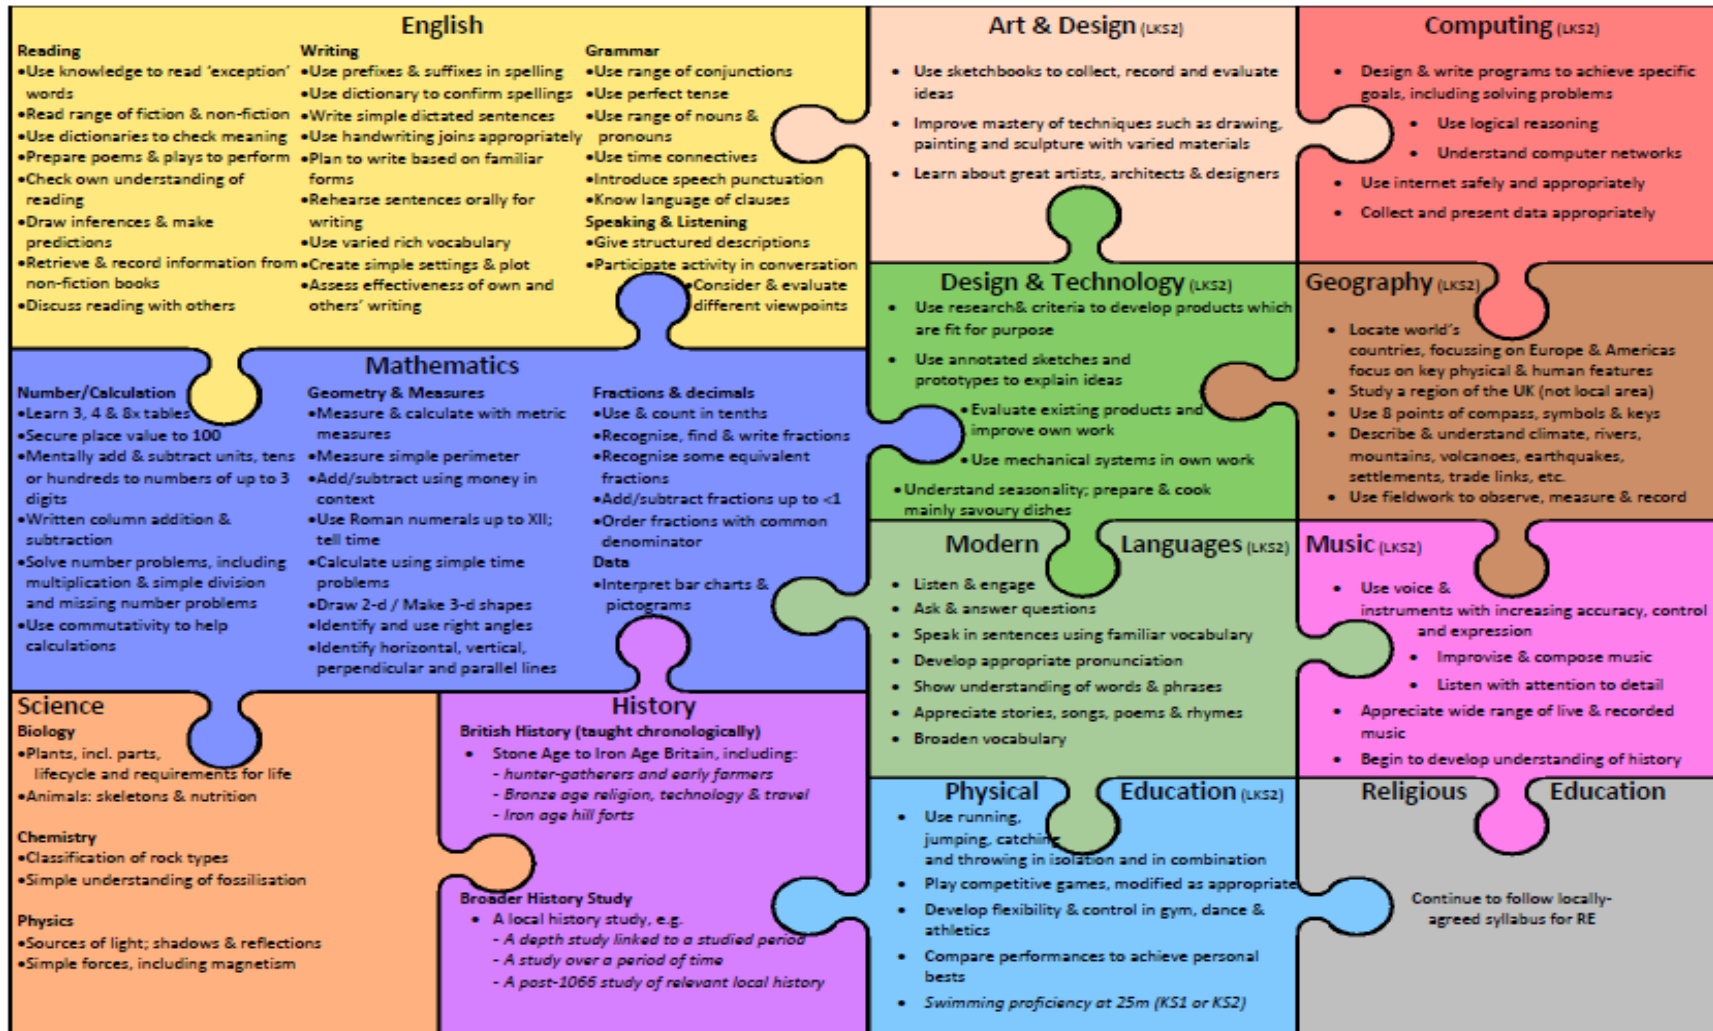 English
Reading
•Use knowledge to read ‘exception’
words
•Read range of fiction & non-fiction
•Use dictionaries to check meaning
•Prepare poems & plays to perform
•Check own understanding of
reading
•Draw inferences & make
predictions
•Retrieve & record information from
non-fiction books
•Discuss reading with others
Writing
•Use prefixes & suffixes in spelling
•Use dictionary to confirm spellings
•Write simple dictated sentences
•Use handwriting joins appropriately
•Plan to write based on familiar
forms
•Rehearse sentences orally for
writing
•Use varied rich vocabulary
•Create simple settings & plot
•Assess effectiveness of own and
others’ writing
Grammar
•Use range of conjunctions
•Use perfect tense
•Use range of nouns &
pronouns
•Use time connectives
•Introduce speech punctuation
•Know language of clauses
Speaking & Listening
•Give structured descriptions
•Participate activity in conversation
•Consider & evaluate
different viewpoints
Art & Design (LKS2)
• Use sketchbooks to collect, record and evaluate
ideas
• Improve mastery of techniques such as drawing,
painting and sculpture with varied materials
• Learn about great artists, architects & designers
Computing (LKS2)
• Design & write programs to achieve specific
goals, including solving problems
• Use logical reasoning
• Understand computer networks
• Use internet safely and appropriately
• Collect and present data appropriately
Mathematics
Number/Calculation
•Learn 3, 4 & 8x tables
•Secure place value to 100
•Mentally add & subtract units, tens
or hundreds to numbers of up to 3
digits
•Written column addition &
subtraction
•Solve number problems, including
multiplication & simple division
and missing number problems
•Use commutativity to help
calculations
Geometry & Measures
•Measure & calculate with metric
measures
•Measure simple perimeter
•Add/subtract using money in
context
•Use Roman numerals up to XII;
tell time
•Calculate using simple time
problems
•Draw 2-d / Make 3-d shapes
•Identify and use right angles
•Identify horizontal, vertical,
perpendicular and parallel lines
Fractions & decimals
•Use & count in tenths
•Recognise, find & write fractions
•Recognise some equivalent
fractions
•Add/subtract fractions up to <1
•Order fractions with common
denominator
Data
•Interpret bar charts &
pictograms
Design & Technology (LKS2)
• Use research& criteria to develop products which
are fit for purpose
• Use annotated sketches and
prototypes to explain ideas
•Evaluate existing products and
improve own work
•Use mechanical systems in own work
•Understand seasonality; prepare & cook
mainly savoury dishes
Geography (LKS2)
• Locate world’s
countries, focussing on Europe & Americas
focus on key physical & human features
• Study a region of the UK (not local area)
• Use 8 points of compass, symbols & keys
• Describe & understand climate, rivers,
mountains, volcanoes, earthquakes,
settlements, trade links, etc.
• Use fieldwork to observe, measure & record
Modern Languages (LKS2)
• Listen & engage
• Ask & answer questions
• Speak in sentences using familiar vocabulary
• Develop appropriate pronunciation
• Show understanding of words & phrases
• Appreciate stories, songs, poems & rhymes
• Broaden vocabulary
Music (LKS2)
• Use voice &
instruments with increasing accuracy, control
and expression
• Improvise & compose music
• Listen with attention to detail
• Appreciate wide range of live & recorded
music
• Begin to develop understanding of history
Science
Biology
•Plants, incl. parts,
lifecycle and requirements for life
•Animals: skeletons & nutrition
Chemistry
•Classification of rock types
•Simple understanding of fossilisation
Physics
•Sources of light; shadows & reflections
•Simple forces, including magnetism
History
British History (taught chronologically)
• Stone Age to Iron Age Britain, including:
- hunter-gatherers and early farmers
- Bronze age religion, technology & travel
- Iron age hill forts
Broader History Study
• A local history study, e.g.
- A depth study linked to a studied period
- A study over a period of time
- A post-1066 study of relevant local history
Physical Education (LKS2)
• Use running,
jumping, catching
and throwing in isolation and in combination
• Play competitive games, modified as appropriate
• Develop flexibility & control in gym, dance &
athletics
• Compare performances to achieve personal
bests
• Swimming proficiency at 25m (KS1 or KS2)
Religious Education
Continue to follow locally-
agreed syllabus for RE